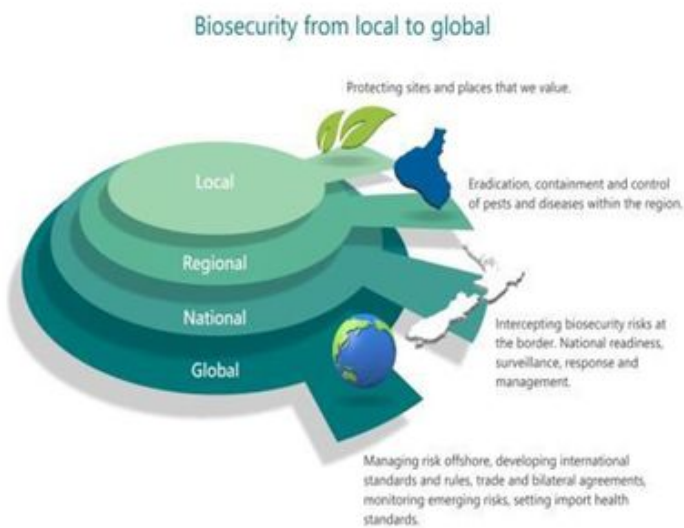 Biosecurity from local to global
Protecting sites and places that we value.
Local
Eradication, containment and control
of pests and diseases within the region.
Regional
National
Intercepting biosecurity risks at
the border. National readiness,
surveillance, response and
management.
Global
Managing risk offshore, developing international
standards and rules, trade and bilateral agreements,
monitoring emerging risks, setting import health
standards.